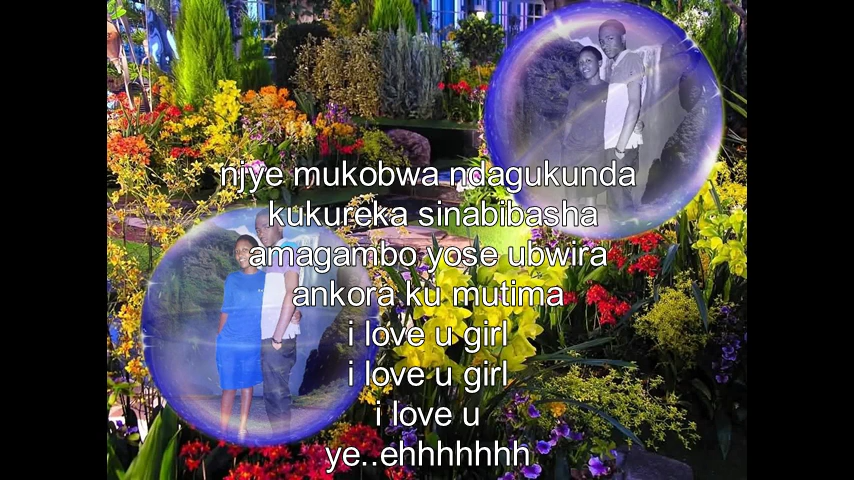 njye mukobwa ndagukunda
kukureka sinabibasha
amagambo yose ubwira
ankora ku mutima
i love u girl
i love u girl
i love u
ye..ehhhhhhh